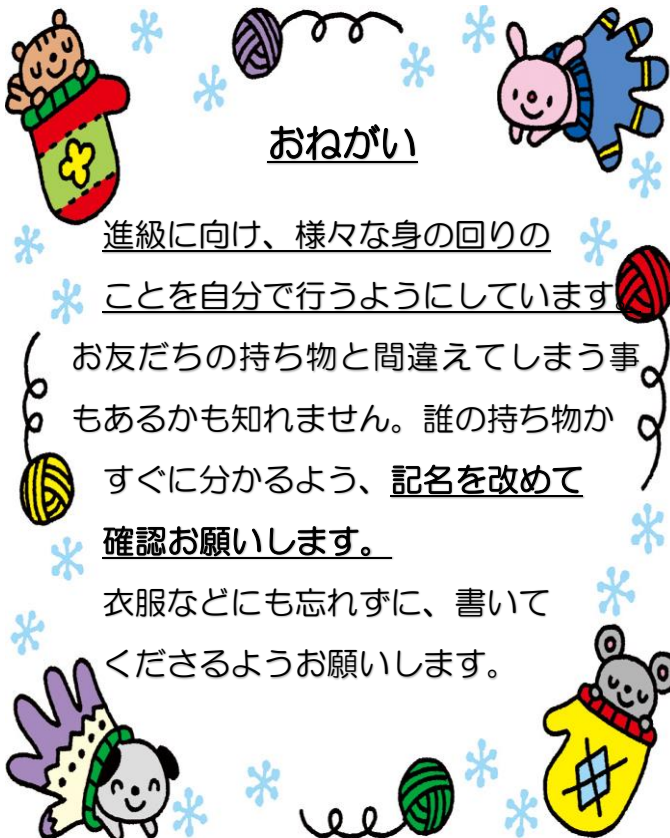 おねがい
進級に向け、様々な身の回りの
ことを自分で行うようにしています。
お友だちの持ち物と間違えてしまう事
もあるかも知れません。誰の持ち物か
すぐに分かるよう、記名を改めて
確認お願いします。
衣服などにも忘れずに、書いて
くださるようお願いします。